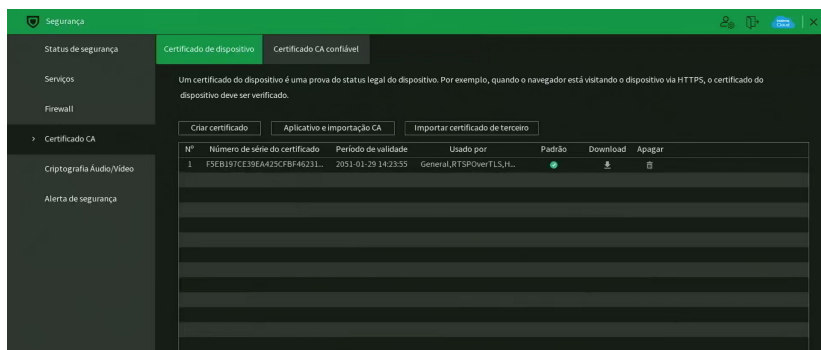 Segurança
Status de segurança
Serviços
Firewall
> Certificado CA
Criptografia Áudio/Vídeo
Alerta de segurança
Certificado de dispositivo Certificado CA confiável
Um certificado do dispositivo é uma prova do status legal do dispositivo. Por exemplo, quando o navegador está visitando o dispositivo via HTTPS, o certificado do
dispositivo deve ser verificado.
Criar certificado Aplicativo e importação CA Importar certificado de terceiro
Nº Número de série do certificado Período de validade Usado por Padrão Download Apagar
1 F5EB197CE39EA425CFBF46231... 2051-01-29 14:23:55 General,RTSPOverTLS,H...